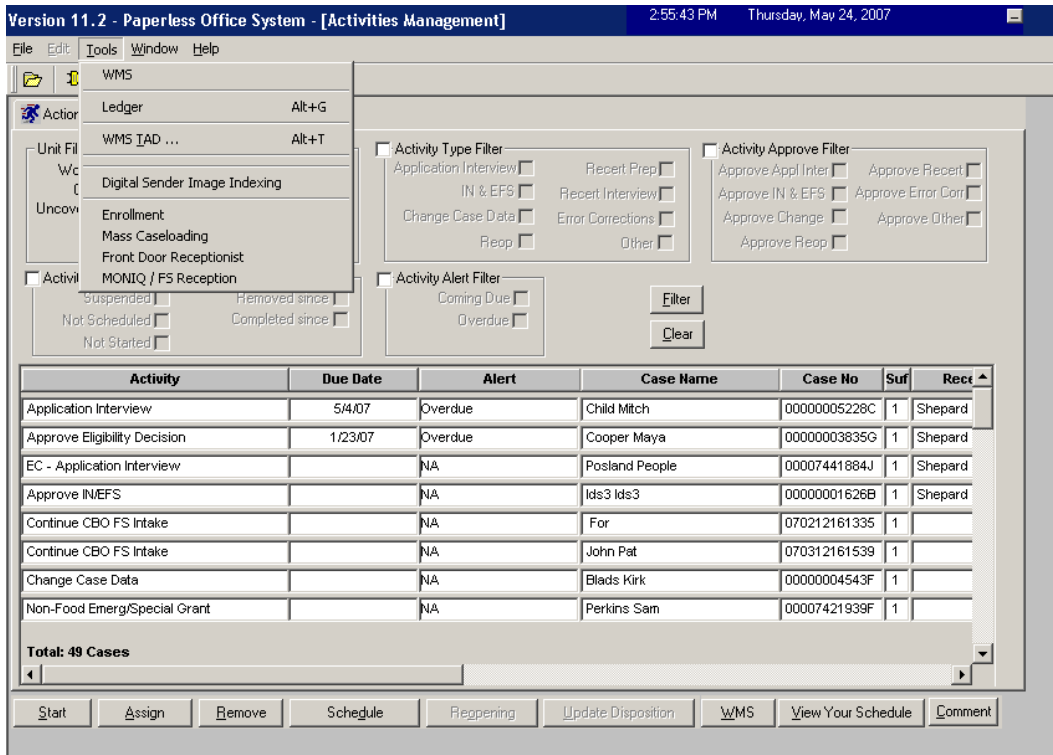 Version 11.2 - Paperless Office System - [Activities Management] 2:55:43 PM Thursday, May 24, 2007
File Edit Tools Window Help
WMS
Ledger Alt+G
WMS TAD ... Alt+T
Digital Sender Image Indexing
Enrollment
Mass Caseloading
Front Door Receptionist
MONIQ / FS Reception
Action
Unit Fil
Uncov
Activity Type Filter
Application Interview Recert Prep
IN & EFS Recert Interview
Change Case Data Error Corrections
Reop Other
Activity Approve Filter
Approve Appl Inter Approve Recert
Approve IN & EFS Approve Error Corr
Approve Change Approve Other
Approve Reop
Activi
Suspended Removed since
Not Scheduled Completed since
Not Started
Activity Alert Filter
Coming Due
Overdue
Filter
Clear
Activity Due Date Alert Case Name Case No Suf Rece
Application Interview 5/4/07 Overdue Child Mitch 00000005228C 1 Shepard
Approve Eligibility Decision 1/23/07 Overdue Cooper Maya 00000003835G 1 Shepard
EC - Application Interview NA Posland People 00007441884J 1 Shepard
Approve IN/EFS NA Ids3 Ids3 00000001626B 1 Shepard
Continue CBO FS Intake NA For 070212161335 1
Continue CBO FS Intake NA John Pat 070312161539 1
Change Case Data NA Blads Kirk 00000004543F 1
Non-Food Emerg/Special Grant NA Perkins Sam 00007421939F 1
Total: 49 Cases
Start Assign Remove Schedule Reopening Update Disposition WMS View Your Schedule Comment